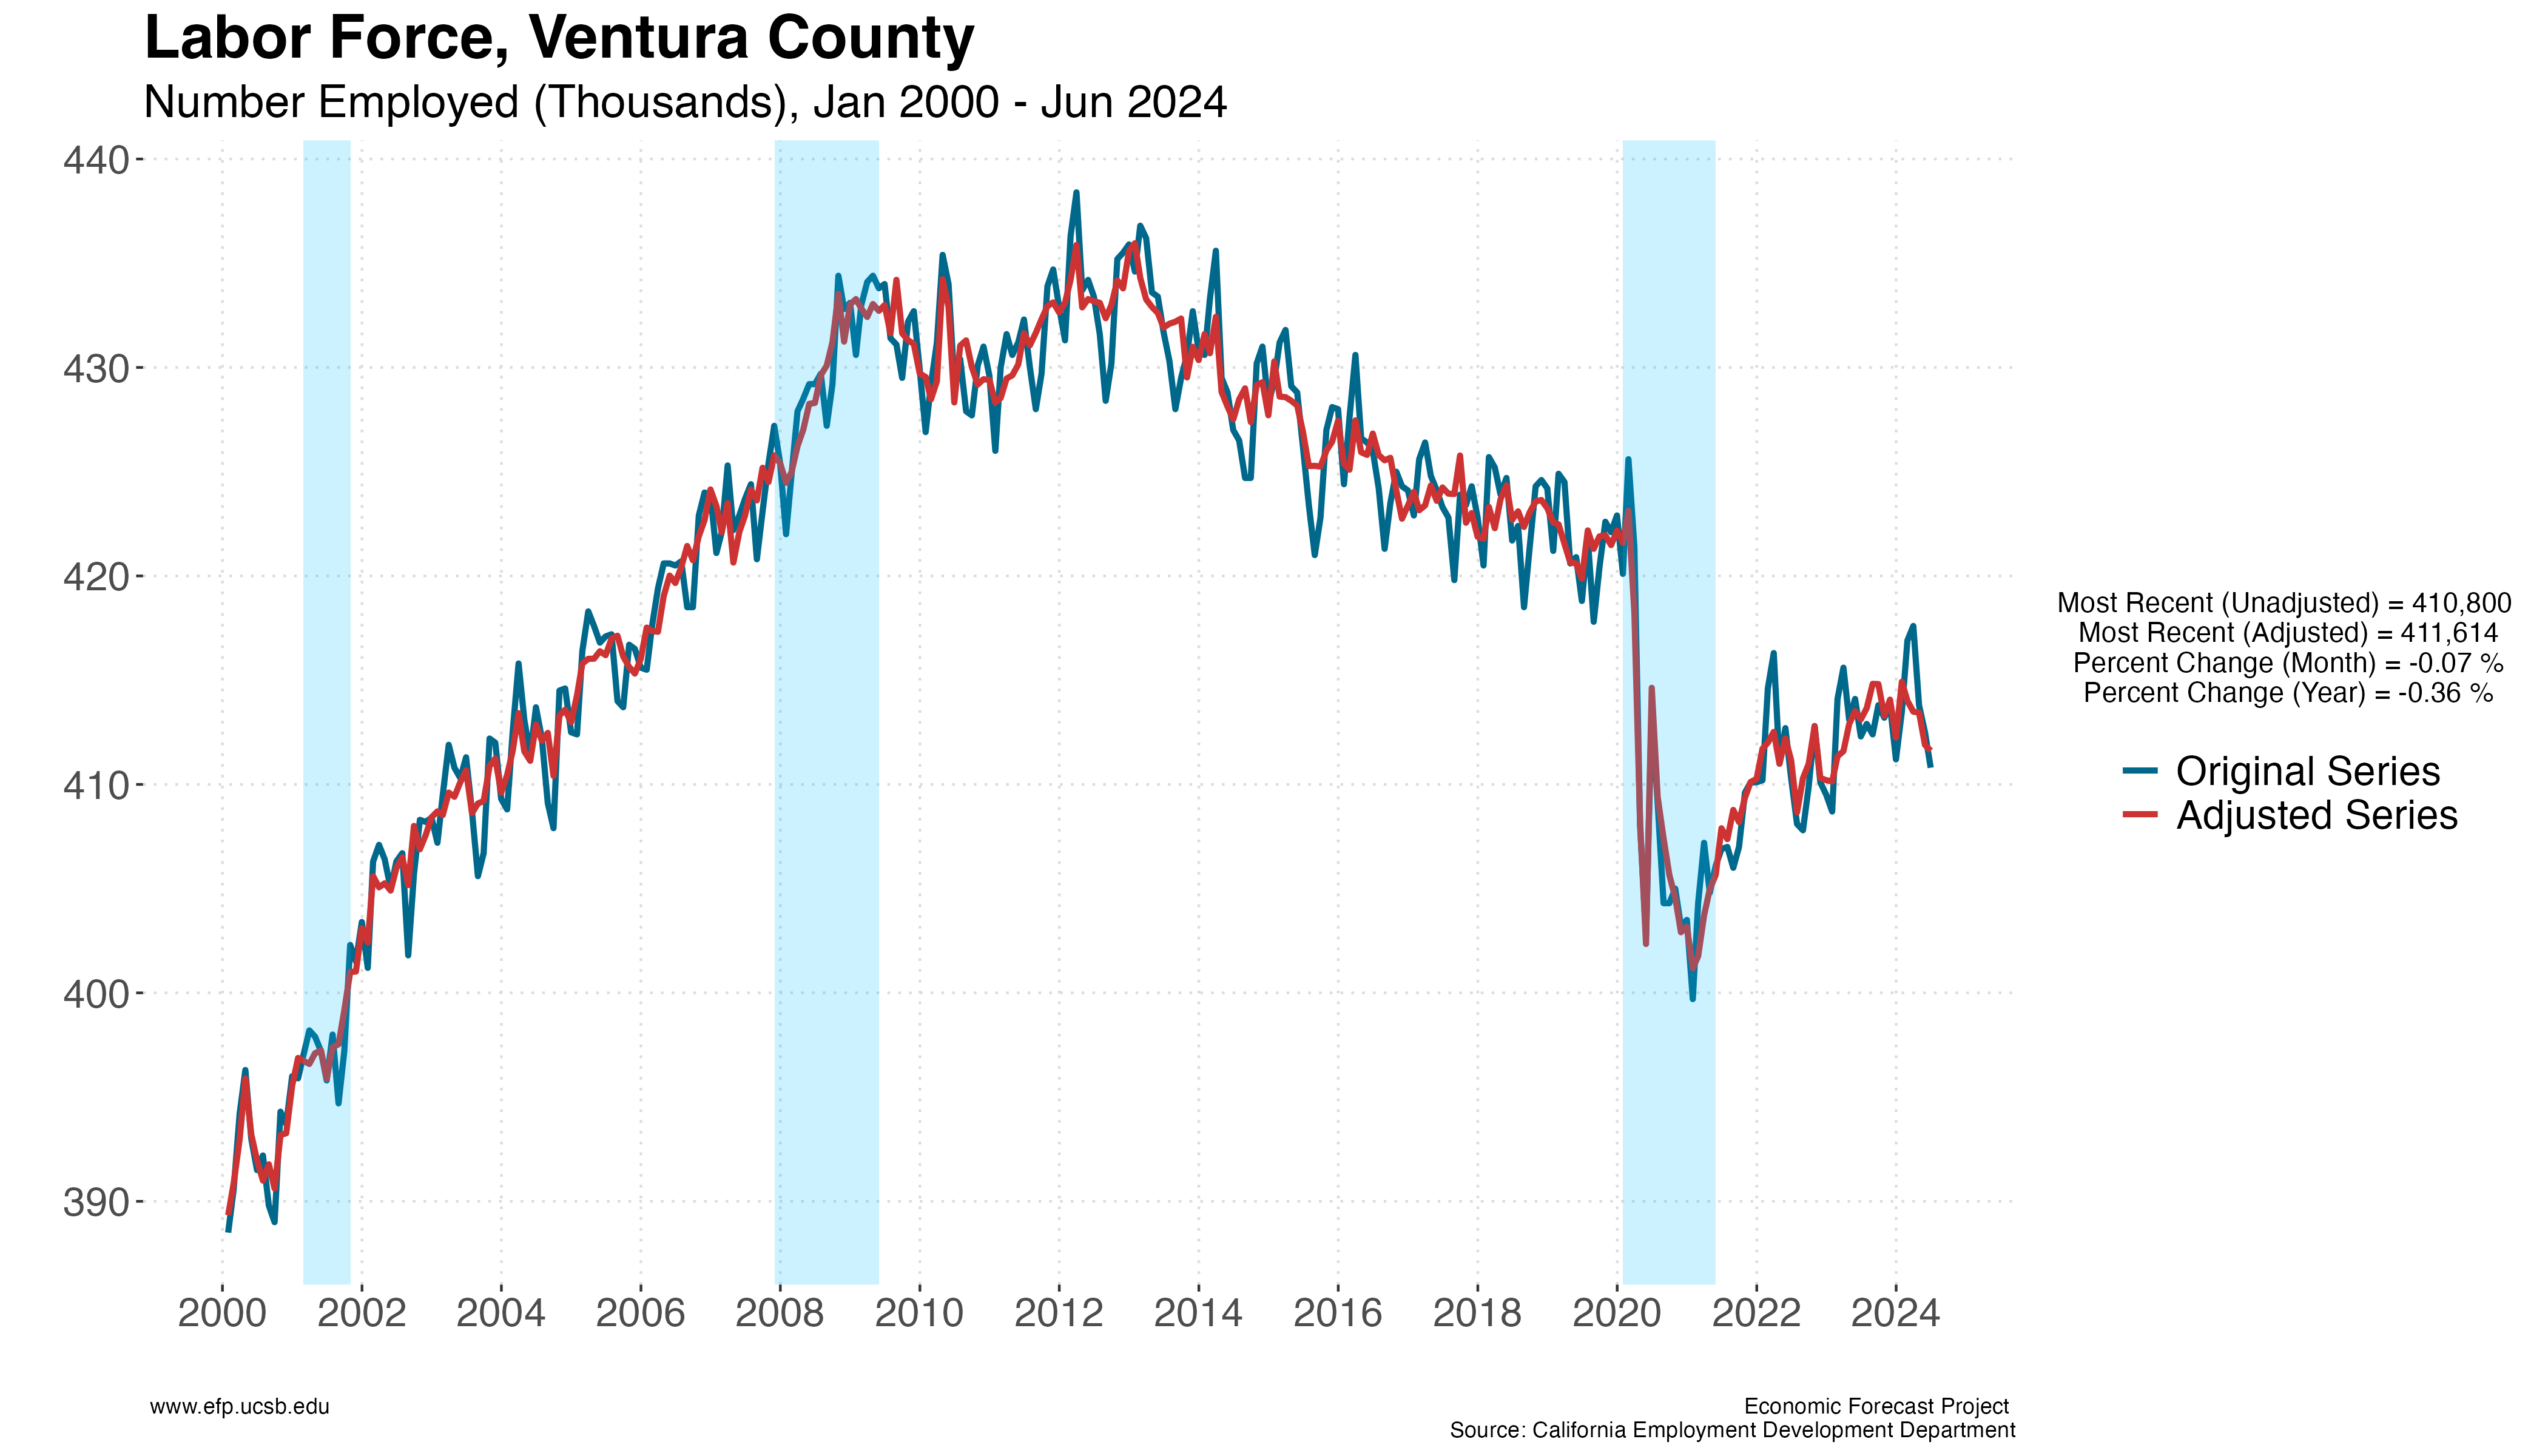 Labor Force, Ventura County
Number Employed (Thousands), Jan 2000 - Jun 2024
440
430
420
410
400
390
2000 2002 2004 2006 2008 2010 2012 2014 2016 2018 2020 2022 2024
Most Recent (Unadjusted) = 410,800
Most Recent (Adjusted) = 411,614
Percent Change (Month) = -0.07 %
Percent Change (Year) = -0.36 %
Original Series
Adjusted Series
www.efp.ucsb.edu
Economic Forecast Project
Source: California Employment Development Department